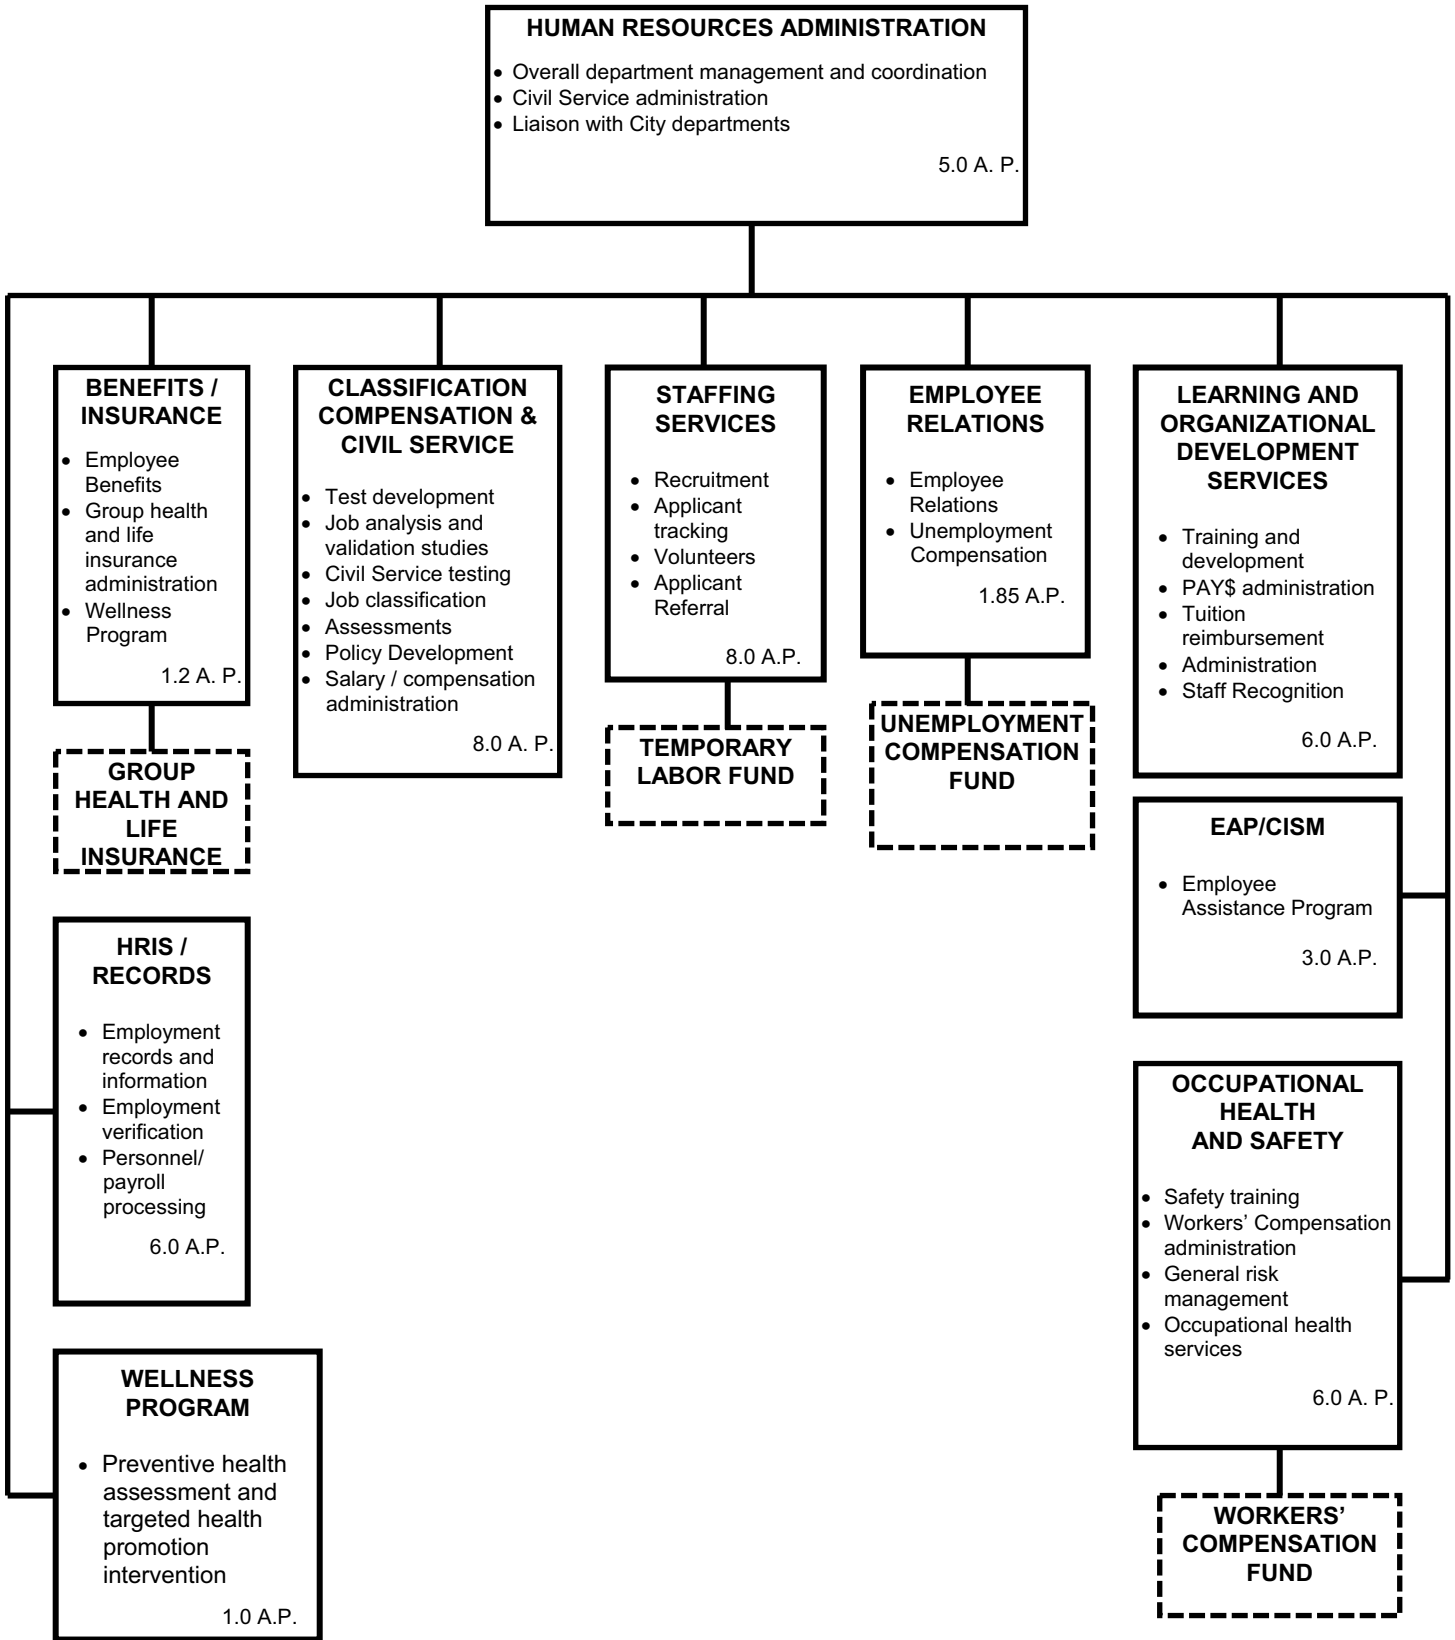 HUMAN RESOURCES ADMINISTRATION
• Overall department management and coordination
• Civil Service administration
• Liaison with City departments
5.0 A. P.
BENEFITS /
INSURANCE
• Employee
Benefits
• Group health
and life
insurance
administration
• Wellness
Program
1.2 A. P.
GROUP
HEALTH AND
LIFE
INSURANCE
CLASSIFICATION
COMPENSATION &
CIVIL SERVICE
• Test development
• Job analysis and
validation studies
• Civil Service testing
• Job classification
• Assessments
• Policy Development
• Salary / compensation
administration
8.0 A. P.
STAFFING
SERVICES
• Recruitment
• Applicant
tracking
• Volunteers
• Applicant
Referral
8.0 A.P.
TEMPORARY
LABOR FUND
EMPLOYEE
RELATIONS
• Employee
Relations
• Unemployment
Compensation
1.85 A.P.
UNEMPLOYMENT
COMPENSATION
FUND
LEARNING AND
ORGANIZATIONAL
DEVELOPMENT
SERVICES
• Training and
development
• PAY$ administration
• Tuition
reimbursement
• Administration
• Staff Recognition
6.0 A.P.
EAP/CISM
• Employee
Assistance Program
3.0 A.P.
HRIS /
RECORDS
• Employment
records and
information
• Employment
verification
• Personnel/
payroll
processing
6.0 A.P.
OCCUPATIONAL
HEALTH
AND SAFETY
• Safety training
• Workers’ Compensation
administration
• General risk
management
• Occupational health
services
6.0 A. P.
WORKERS’
COMPENSATION
FUND
WELLNESS
PROGRAM
• Preventive health
assessment and
targeted health
promotion
intervention
1.0 A.P.